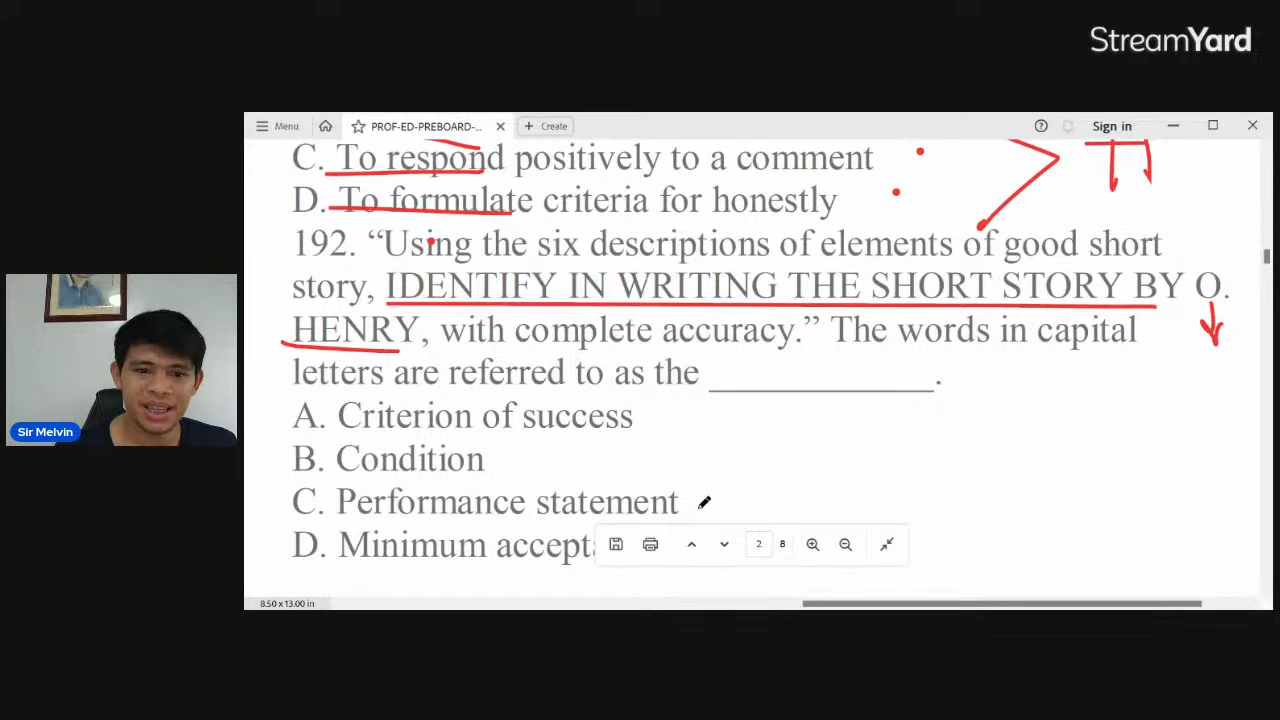 StreamYard
Menu
PROF-ED-PREBOARD-...
Create
Sign in
C. To respond positively to a comment
D. To formulate criteria for honestly
192. “Using the six descriptions of elements of good short
story, IDENTIFY IN WRITING THE SHORT STORY BY O.
HENRY, with complete accuracy.” The words in capital
letters are referred to as the _____________.
A. Criterion of success
B. Condition
C. Performance statement
D. Minimum
2 8
8.50 x 13.00 in
Sir Melvin